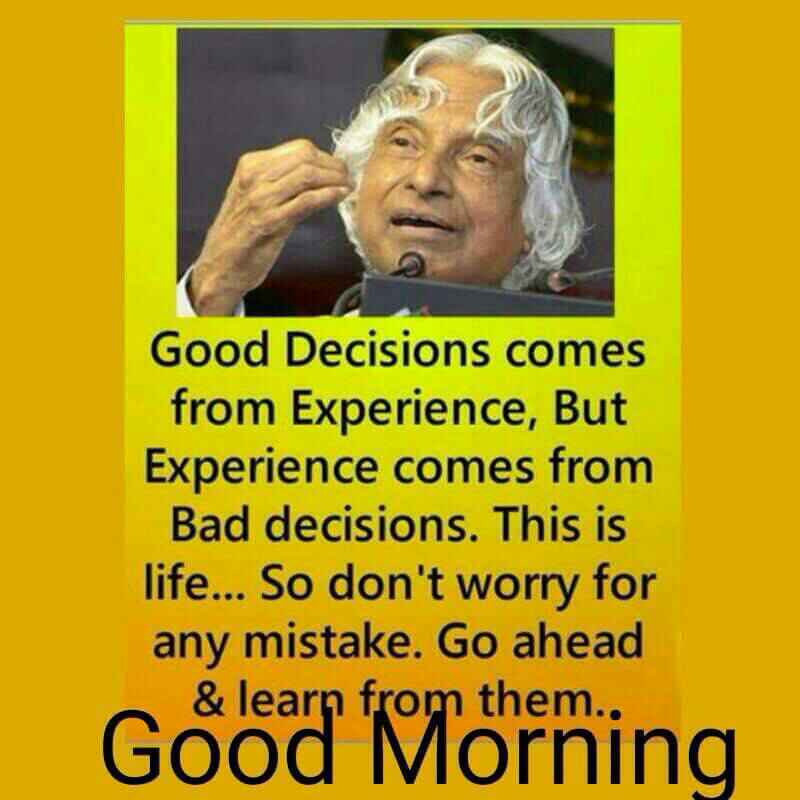 Good Decisions comes
from Experience, But
Experience comes from
Bad decisions. This is
life... So don't worry for
any mistake. Go ahead
& learn from them..
Good Morning